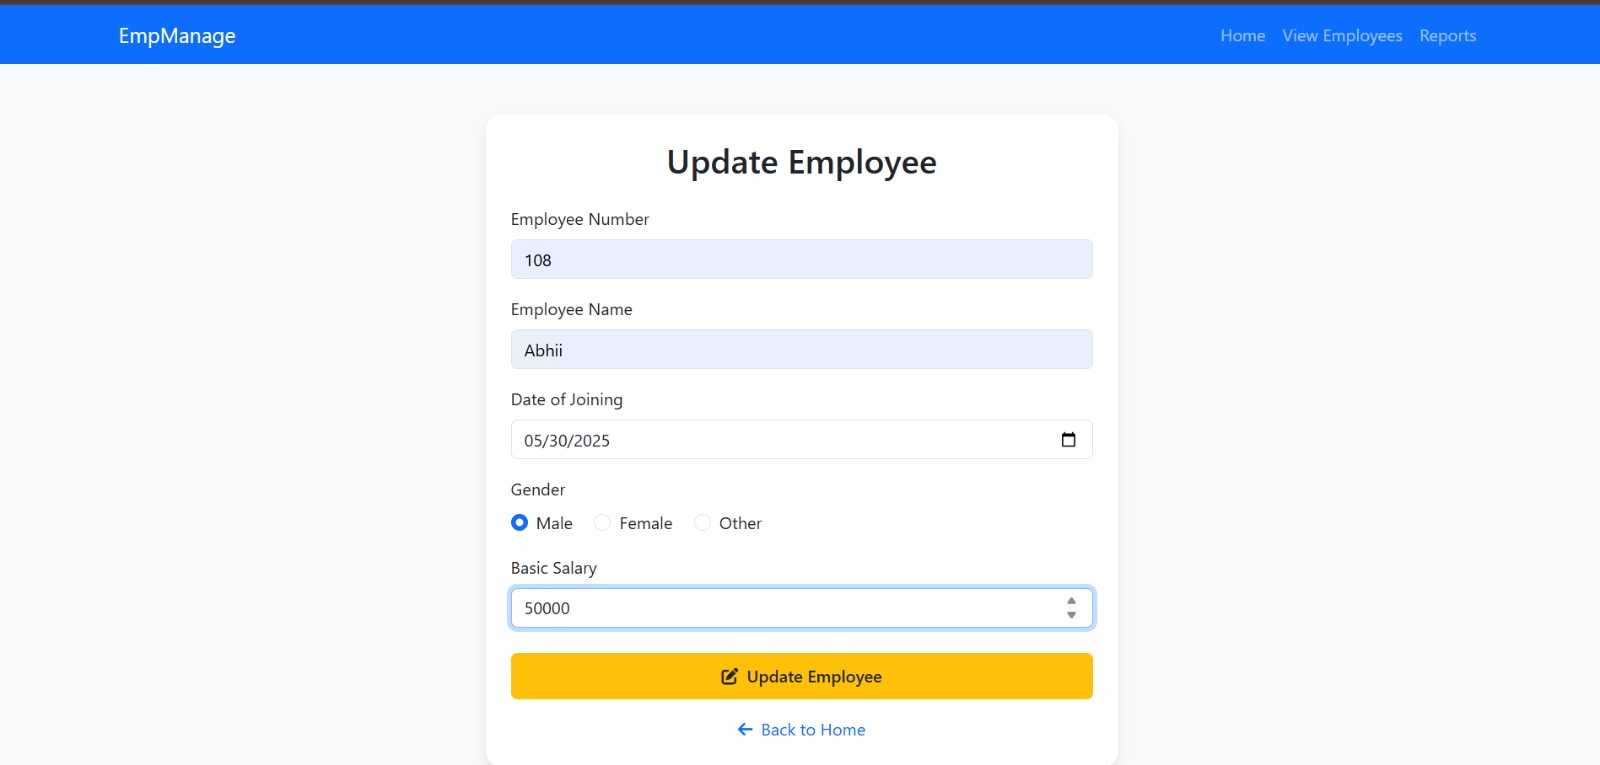 EmpManage
Home View Employees Reports
Update Employee
Employee Number
108
Employee Name
Abhii
Date of Joining
05/30/2025
Gender
Male Female Other
Basic Salary
50000
Update Employee
Back to Home